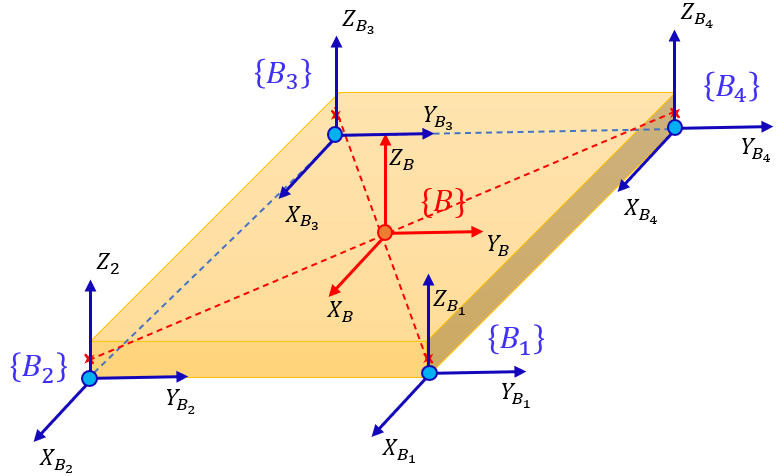 Z_{B_3}
Z_{B_4}
{B_3}
{B_4}
Y_{B_3}
Y_{B_4}
Z_B
{B}
X_{B_3}
X_{B_4}
Y_B
Z_2
X_B
Z_{B_1}
{B_1}
{B_2}
Y_{B_2}
Y_{B_1}
X_{B_2}
X_{B_1}